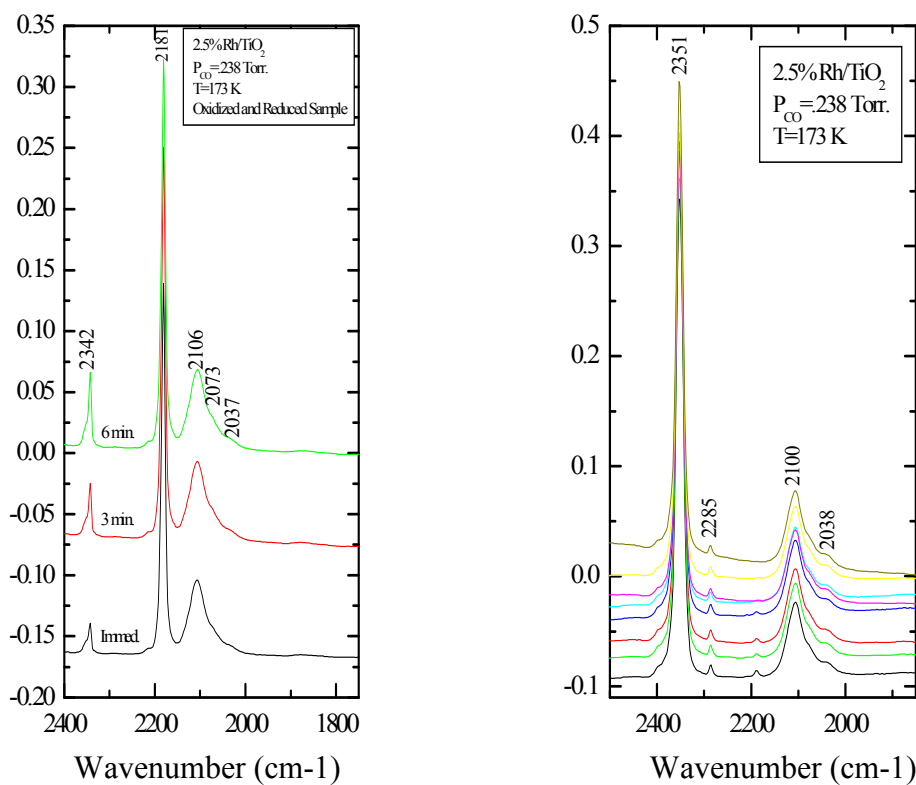 0.35
0.30
0.25
0.20
0.15
0.10
0.05
0.00
-0.05
-0.10
-0.15
-0.20
2181
2.5%Rh/TiO2
PCO=.238 Torr.
T=173 K
Oxidized and Reduced Sample
2342
2106
2073
2037
6 min.
3 min.
Immed.
2400 2200 2000 1800
Wavenumber (cm-1)
0.5
0.4
0.3
0.2
0.1
0.0
-0.1
2351
2.5%Rh/TiO2
PCO=.238 Torr.
T=173 K
2285
2100
2038
2400 2200 2000
Wavenumber (cm-1)